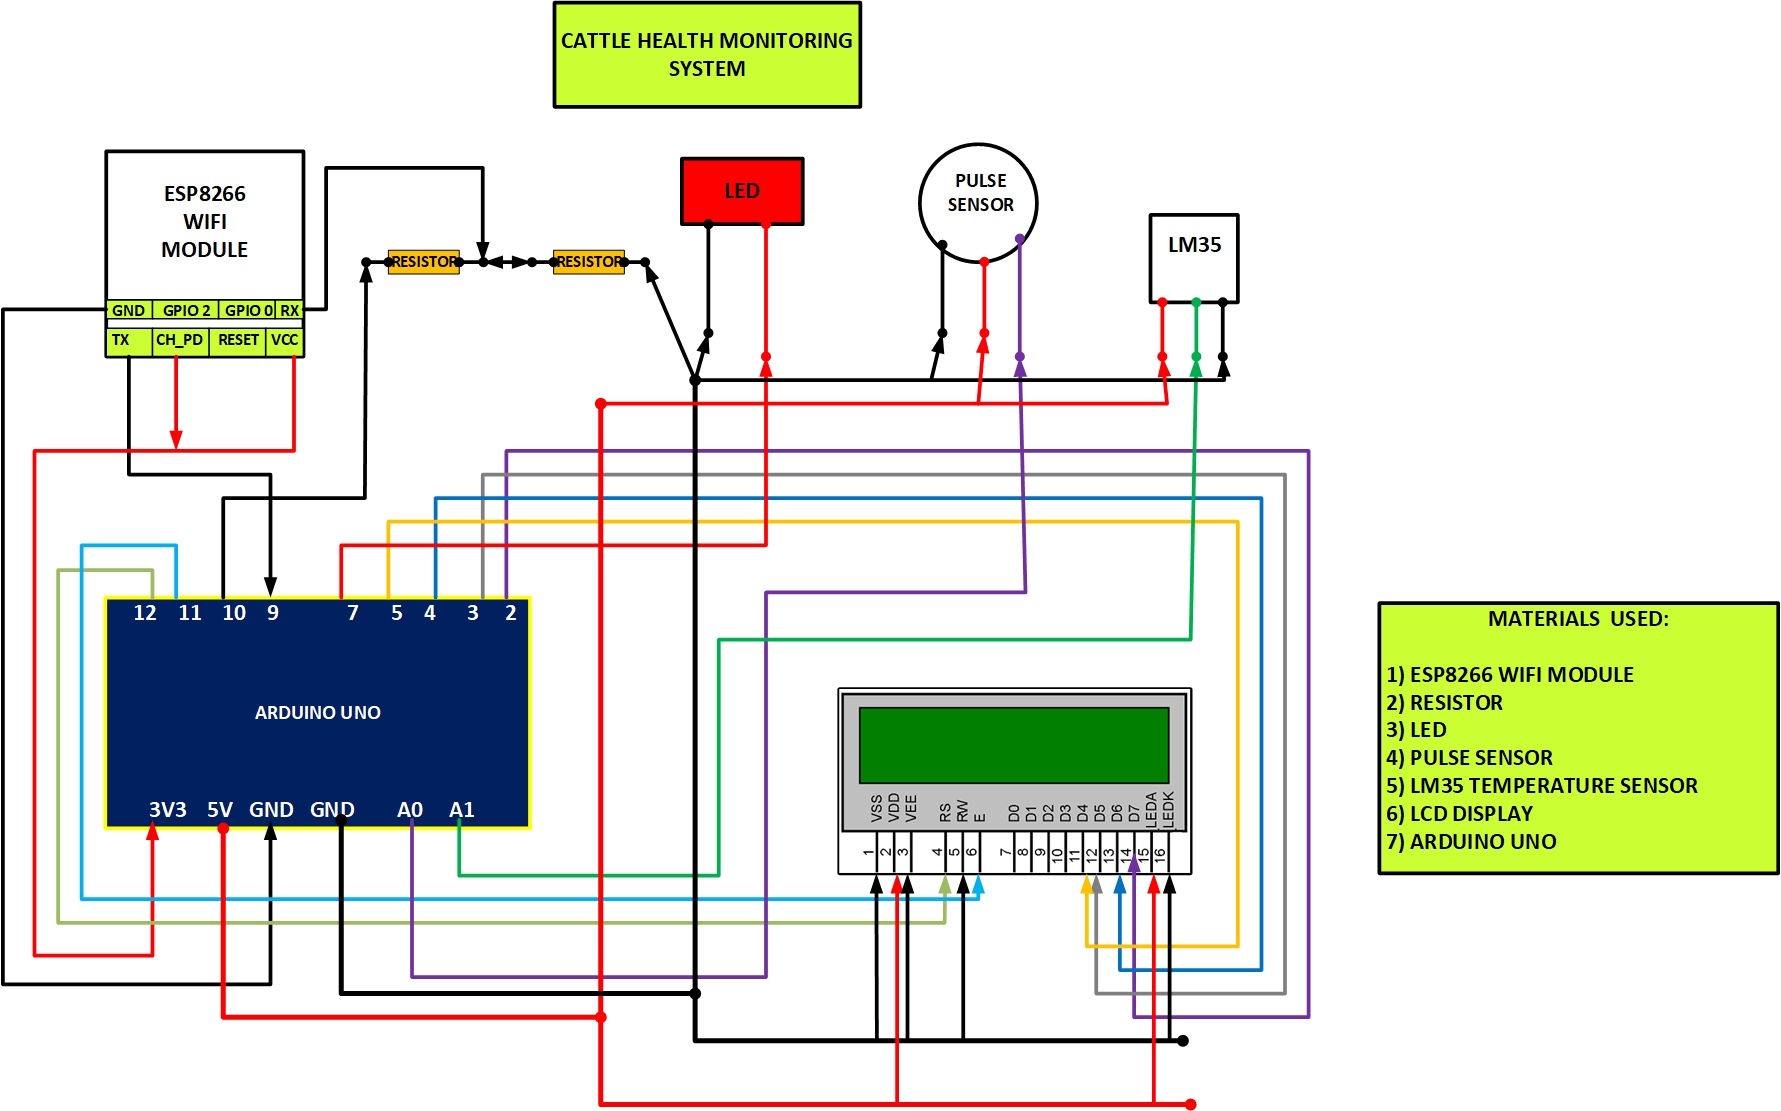 CATTLE HEALTH MONITORING
SYSTEM
ESP8266
WIFI
MODULE
GND GPIO 2 GPIO 0 RX
TX CH_PD RESET VCC
RESISTOR RESISTOR
LED
PULSE
SENSOR
LM35
12 11 10 9 7 5 4 3 2
ARDUINO UNO
3V3 5V GND GND A0 A1
VSS VDD VEE RS RW E D0 D1 D2 D3 D4 D5 D6 D7 LEDA LEDK
1 2 3 4 5 6 7 8 9 10 11 12 13 14 15 16
MATERIALS USED:
1) ESP8266 WIFI MODULE
2) RESISTOR
3) LED
4) PULSE SENSOR
5) LM35 TEMPERATURE SENSOR
6) LCD DISPLAY
7) ARDUINO UNO